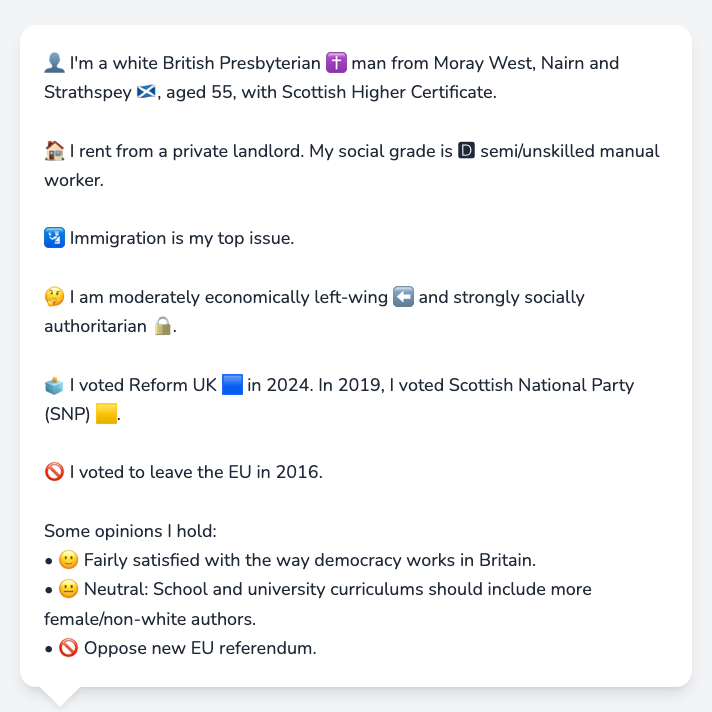 👤 I'm a white British Presbyterian ✝️ man from Moray West, Nairn and
Strathspey 🏴󠁧󠁢󠁳󠁣󠁴󠁿, aged 55, with Scottish Higher Certificate.
🏠 I rent from a private landlord. My social grade is 🅳 semi/unskilled manual
worker.
🛂 Immigration is my top issue.
🤔 I am moderately economically left-wing ⬅️ and strongly socially
authoritarian 🔒.
🗳️ I voted Reform UK 🟦 in 2024. In 2019, I voted Scottish National Party
(SNP) 🟨.
🚫 I voted to leave the EU in 2016.
Some opinions I hold:
• 🙂 Fairly satisfied with the way democracy works in Britain.
• 😐 Neutral: School and university curriculums should include more
female/non-white authors.
• 🚫 Oppose new EU referendum.